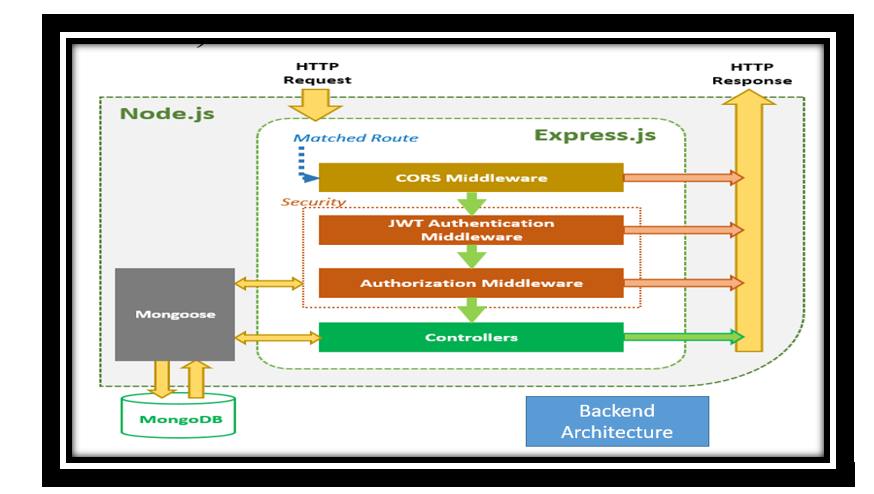 HTTP
Request
HTTP
Response
Node.js
Express.js
Matched Route
CORS Middleware
Security
JWT Authentication
Middleware
Authorization Middleware
Mongoose
Controllers
MongoDB
Backend
Architecture